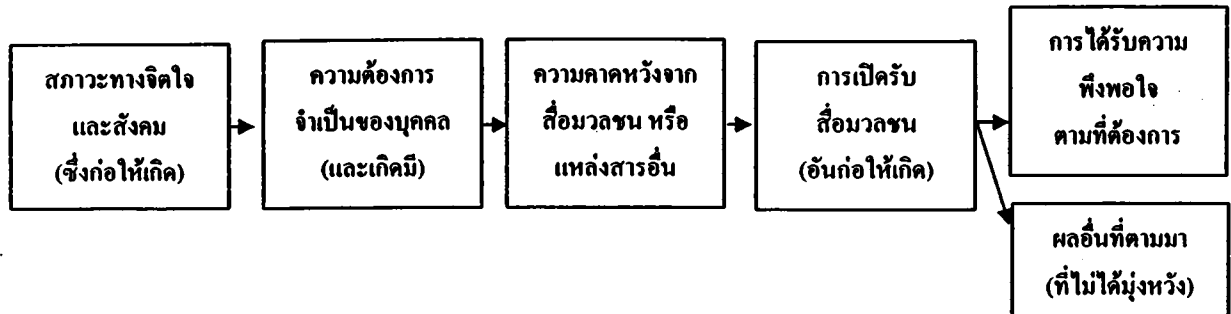 สภาวะทางจิตใจ
และสังคม
(ซึ่งก่อให้เกิด)
ความต้องการ
จำเป็นของบุคคล
(และเกิดมี)
ความคาดหวังจาก
สื่อมวลชน หรือ
แหล่งสารอื่น
การเปิดรับ
สื่อมวลชน
(อันก่อให้เกิด)
การได้รับความ
พึงพอใจ
ตามที่ต้องการ
ผลอื่นที่ตามมา
(ที่ไม่ได้มุ่งหวัง)